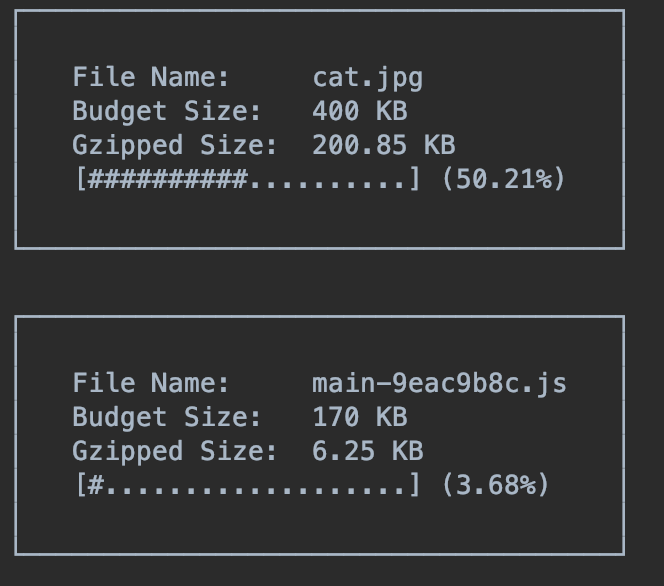 File Name: cat.jpg
Budget Size: 400 KB
Gzipped Size: 200.85 KB
[##########..........] (50.21%)
File Name: main-9eac9b8c.js
Budget Size: 170 KB
Gzipped Size: 6.25 KB
[#...................] (3.68%)